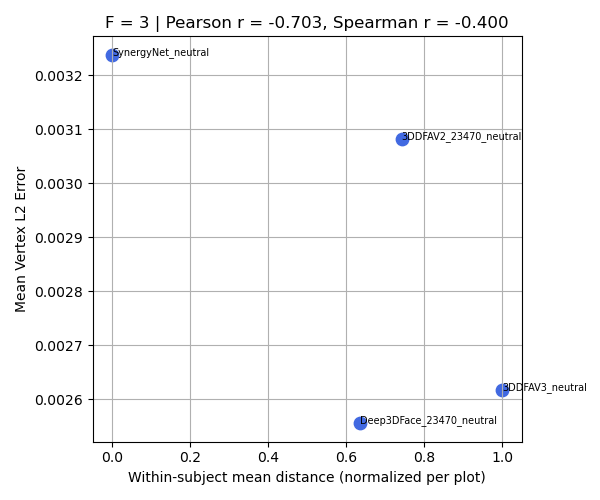 F = 3 | Pearson r = -0.703, Spearman r = -0.400
SynergyNet_neutral
3DDFAV2_23470_neutral
3DDFAV3_neutral
Deep3DFace_23470_neutral
0.0032
0.0031
0.0030
0.0029
0.0028
0.0027
0.0026
Mean Vertex L2 Error
0.0 0.2 0.4 0.6 0.8 1.0
Within-subject mean distance (normalized per plot)